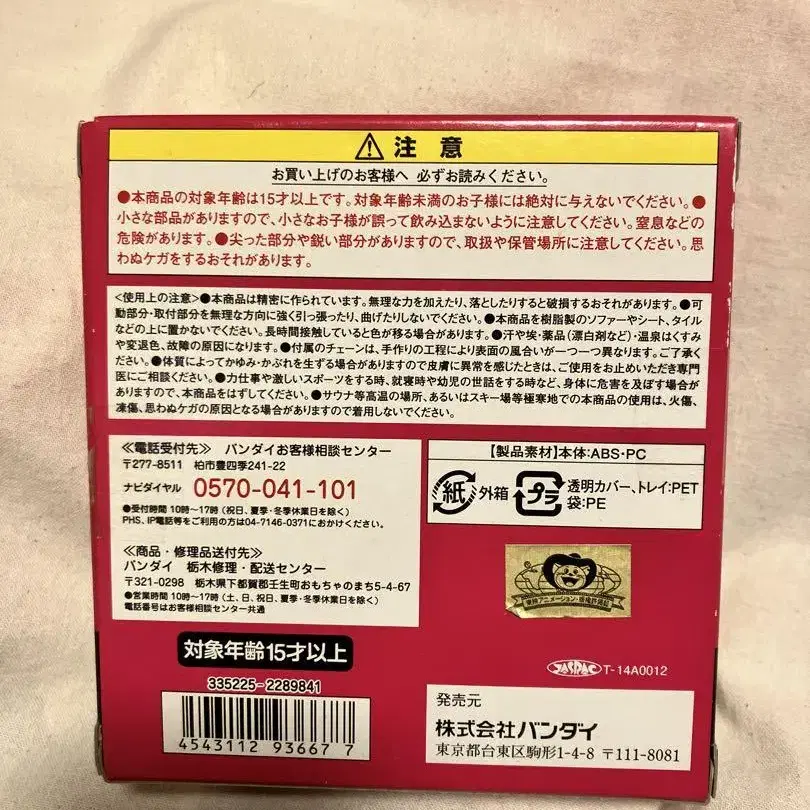 ⚠ 注意
お買い上げのお客様へ 必ずお読みください。
●本商品の対象年齢は15才以上です。対象年齢未満のお子様には絶対に与えないでください。●
小さな部品がありますので、小さなお子様が誤って飲み込まないように注意してください。窒息などの
危険があります。●尖った部分や鋭い部分がありますので、取扱や保管場所に注意してください。思
わぬケガをするおそれがあります。
<使用上の注意>●本商品は精密に作られています。無理な力を加えたり、落としたりすると破損するおそれがあります。●可
動部分・取付部分を無理な方向に強く引っ張ったり、曲げたりしないでください。●本商品を樹脂製のソファーやシート、タイル
などの上に置かないでください。長時間接触していると色が移る場合があります。●汗や埃・薬品(漂白剤など)・温泉はくすみ
や変退色、故障の原因になります。●付属のチェーンは、手作りの工程により表面の風合いが一つ一つ異なります。ご了承くだ
さい。●体質によってかゆみ・かぶれを生ずる場合がありますので皮膚に異常を感じたときは、ご使用をお止めいただき専門
医にご相談ください。●力仕事や激しいスポーツをする時、就寝時や幼児の世話をする時など、身体に危害を及ぼす場合が
ありますので、本商品をはずしてください。●サウナ等高温の場所、あるいはスキー場等極寒地での本商品の使用は、火傷、
凍傷、思わぬケガの原因となる場合がありますので着用しないでください。
≪電話受付先≫ バンダイお客様相談センター
〒277-8511 柏市豊四季241-22
ナビダイヤル 0570-041-101
●受付時間 10時〜17時(祝日、夏季・冬季休業日を除く)
PHS、IP電話等をご利用の方は04-7146-0371におかけください。
≪商品・修理品送付先≫
バンダイ 栃木修理・配送センター
〒321-0298 栃木県下都賀郡壬生町おもちゃのまち5-4-67
●営業時間 10時〜17時(土、日、祝日、夏季・冬季休業日を除く)
電話番号はお客様相談センター共通
【製品素材】本体:ABS・PC
紙 外箱 プラ 透明カバー、トレイ:PET
袋:PE
東映アニメーション・版権許諾証
対象年齢15才以上
335225-2289841
4543112 93667 7
JASRAC T-14A0012
発売元
株式会社バンダイ
東京都台東区駒形1-4-8 〒111-8081